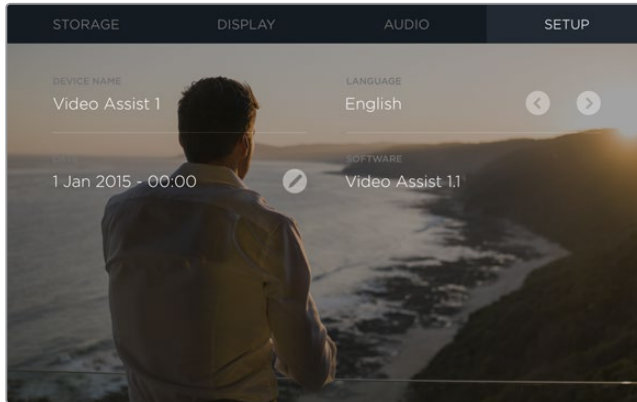 STORAGE DISPLAY AUDIO SETUP
DEVICE NAME LANGUAGE
Video Assist 1 English
DATE SOFTWARE
1 Jan 2015 - 00:00 Video Assist 1.1